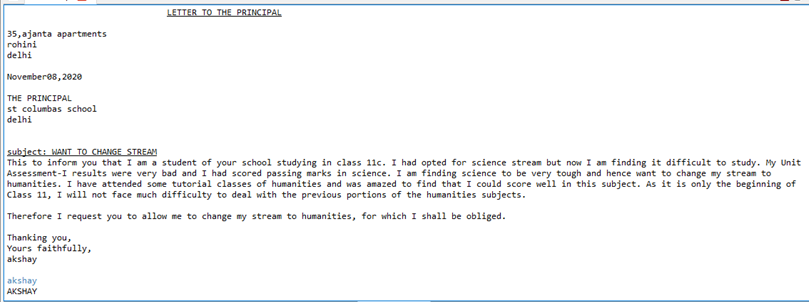 LETTER TO THE PRINCIPAL
35,ajanta apartments
rohini
delhi
November08,2020
THE PRINCIPAL
st columbas school
delhi
subject: WANT TO CHANGE STREAM
This to inform you that I am a student of your school studying in class 11c. I had opted for science stream but now I am finding it difficult to study. My Unit
Assessment-I results were very bad and I had scored passing marks in science. I am finding science to be very tough and hence want to change my stream to
humanities. I have attended some tutorial classes of humanities and was amazed to find that I could score well in this subject. As it is only the beginning of
Class 11, I will not face much difficulty to deal with the previous portions of the humanities subjects.
Therefore I request you to allow me to change my stream to humanities, for which I shall be obliged.
Thanking you,
Yours faithfully,
akshay
akshay
AKSHAY